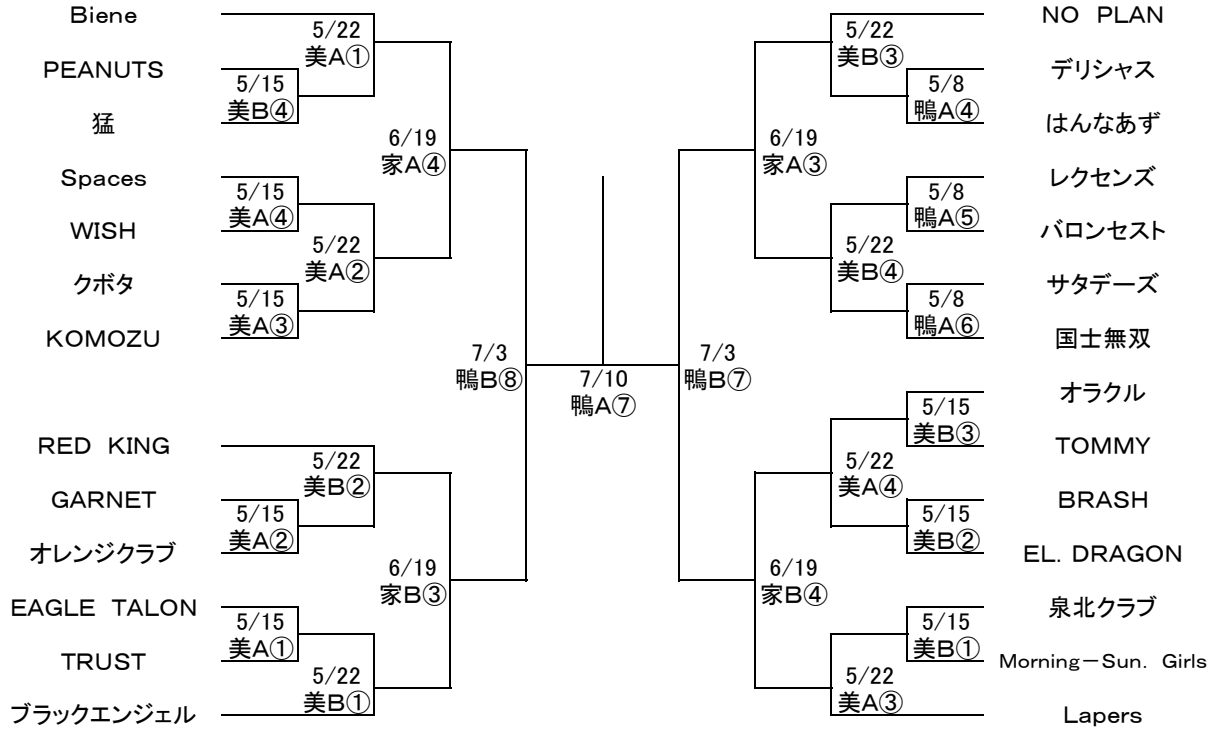 Biene
PEANUTS
猛
Spaces
WISH
クボタ
KOMOZU
RED KING
GARNET
オレンジクラブ
EAGLE TALON
TRUST
ブラックエンジェル
5/15
美B④
5/15
美A④
5/15
美A③
5/15
美A②
5/15
美A①
5/22
美A①
5/22
美A②
5/22
美B②
5/22
美B①
6/19
家A④
6/19
家B③
7/3
鴨B⑧
7/10
鴨A⑦
7/3
鴨B⑦
6/19
家A③
6/19
家B④
5/22
美B③
5/22
美B④
5/22
美A④
5/22
美A③
5/8
鴨A④
5/8
鴨A⑤
5/8
鴨A⑥
5/15
美B③
5/15
美B②
5/15
美B①
NO PLAN
デリシャス
はんなあず
レクセンズ
バロンセスト
サタデーズ
国士無双
オラクル
TOMMY
BRASH
EL. DRAGON
泉北クラブ
Morning－Sun. Girls
Lapers